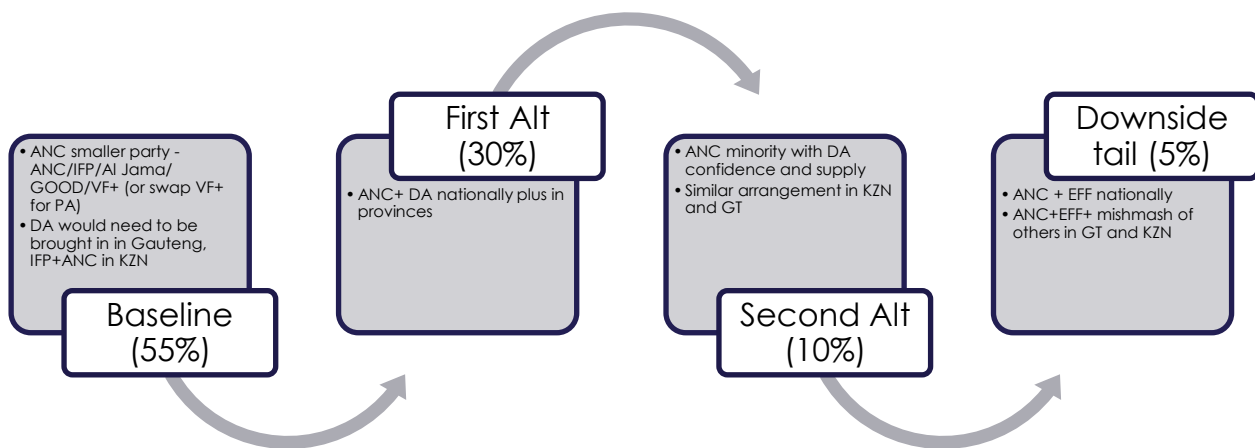 • ANC smaller party -
ANC/IFP/Al Jama/
GOOD/VF+ (or swap VF+
for PA)
• DA would need to be
brought in in Gauteng,
IFP+ANC in KZN
Baseline
(55%)
First Alt
(30%)
• ANC+ DA nationally plus in
provinces
• ANC minority with DA
confidence and supply
• Similar arrangement in KZN
and GT
Second Alt
(10%)
Downside
tail (5%)
• ANC + EFF nationally
• ANC+EFF+ mishmash of
others in GT and KZN